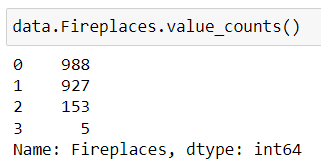 data.Fireplaces.value_counts()
0    988
1    927
2    153
3      5
Name: Fireplaces, dtype: int64